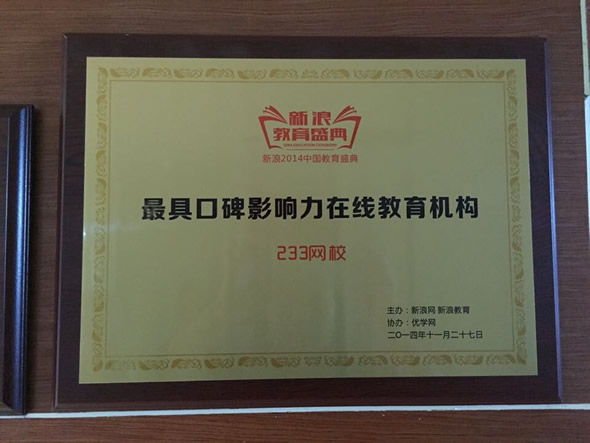 新浪
教育盛典
新浪2014中国教育盛典
最具口碑影响力在线教育机构
233网校
主办：新浪网 新浪教育
协办：优学网
二〇一四年十一月二十七日